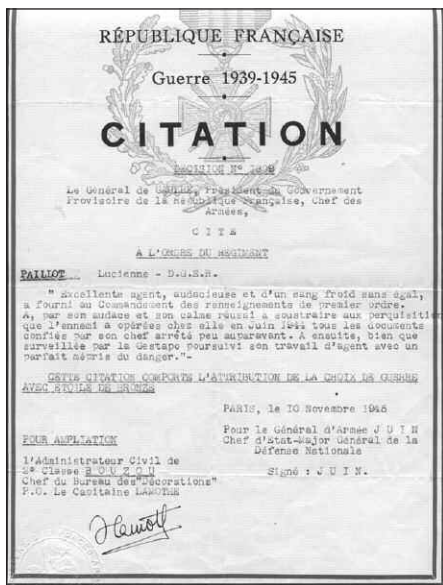 RÉPUBLIQUE FRANÇAISE
Guerre 1939-1945
CITATION
DECISION N° 1209
Le Général de GAULLE, Président du Gouvernement
Provisoire de la République Française, Chef des
Armées,
C I T E
A L'ORDRE DU REGIMENT
PAILLOT Lucienne - D.G.E.R.
" Excellente agent, audacieuse et d'un sang froid sans égal,
a fourni au Commandement des renseignements de premier ordre.
A, par son audace et son calme réussi à soustraire aux perquisition
que l'ennemi a opérées chez elle en Juin 1944 tous les documents
confiés par son chef arrêté peu auparavant. A ensuite, bien que
surveillée par la Gestapo poursuivi son travail d'agent avec un
parfait mépris du danger."-
CETTE CITATION COMPORTE L'ATTRIBUTION DE LA CROIX DE GUERRE
AVEC ETOILE DE BRONZE
PARIS, le 10 Novembre 1945
POUR AMPLIATION
Pour le Général d'Armée J U I N
Chef d'Etat-Major Général de la
Défense Nationale
l'Administrateur Civil de
2° Classe B O U Z O U
Chef du Bureau des "Décorations"
P.O. Le Capitaine LAMOTHE
Signé : J U I N.